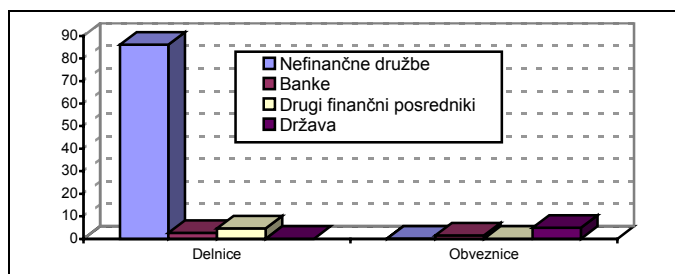 90
80
70
60
50
40
30
20
10
0
Nefinančne družbe
Banke
Drugi finančni posredniki
Država
Delnice
Obveznice